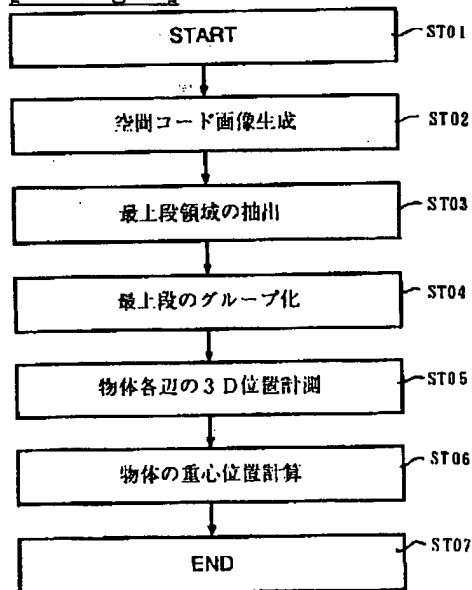 START
ST01
空間コード画像生成
ST02
最上段領域の抽出
ST03
最上段のグループ化
ST04
物体各辺の3D位置計測
ST05
物体の重心位置計算
ST06
END
ST07